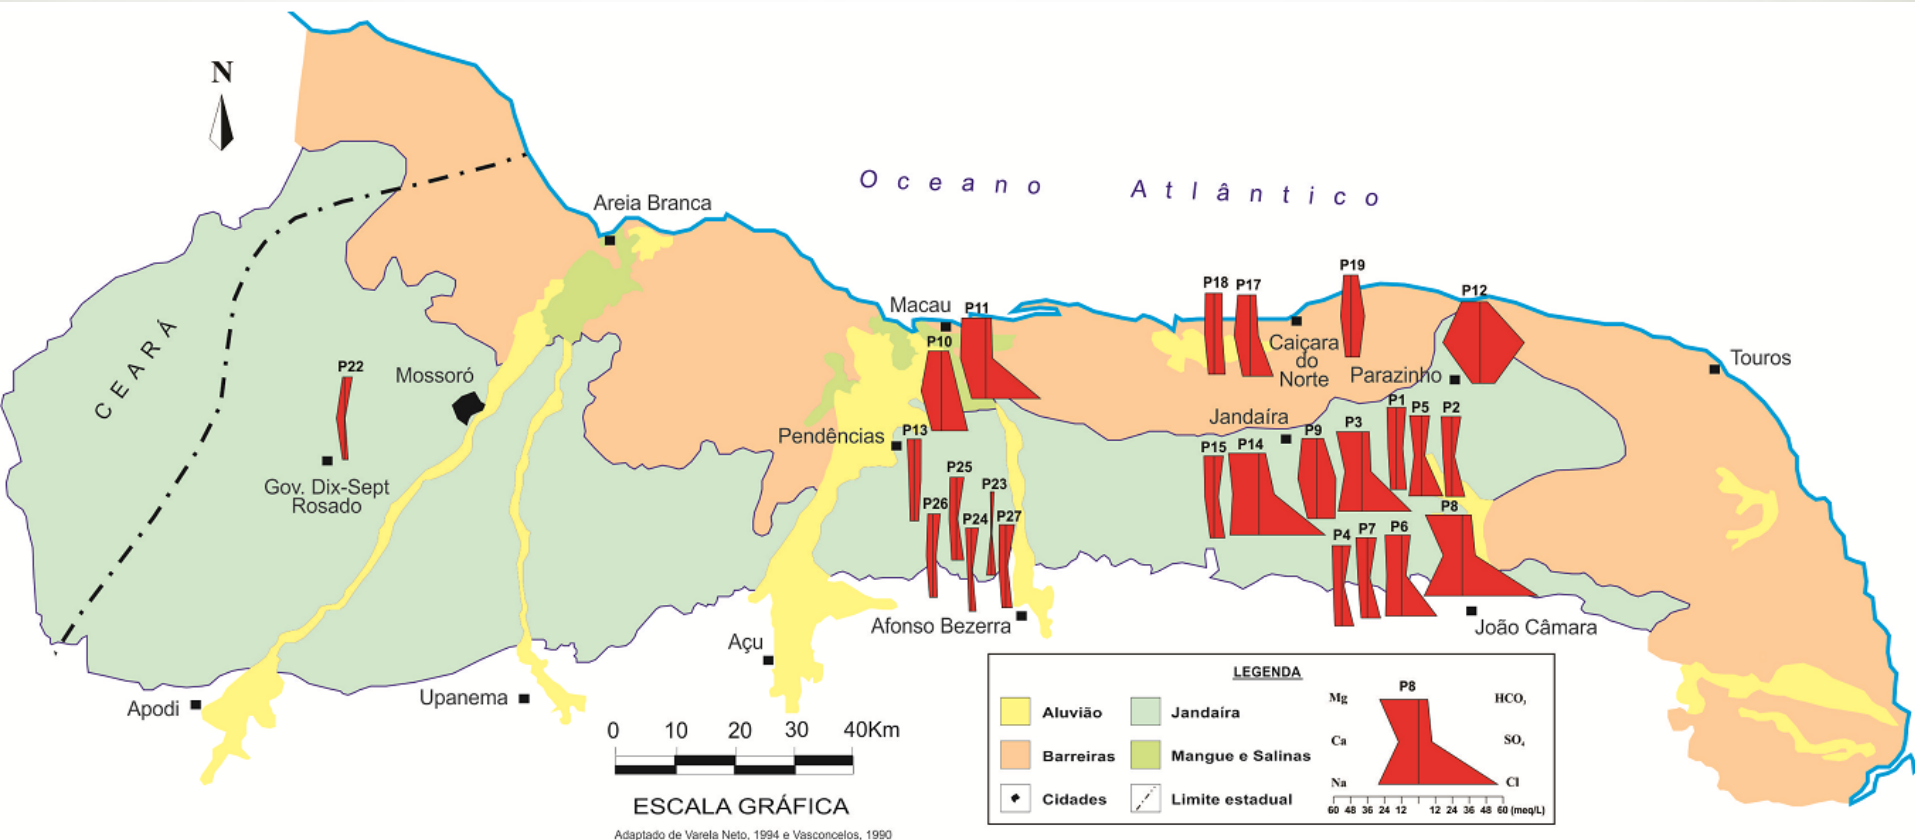 N
Oceano Atlântico
Areia Branca
CEARÁ
Macau
P11
P10
P18
P17
P19
P12
Caiçara
do
Norte
Parazinho
Touros
P22
Mossoró
Gov. Dix-Sept
Rosado
Pendências
P13
P25
P23
P26
P24
P27
Jandaíra
P15
P14
P9
P3
P1
P5
P2
P8
P4
P7
P6
Afonso Bezerra
João Câmara
Açu
Apodi
Upanema
0 10 20 30 40Km
ESCALA GRÁFICA
Adaptado de Varela Neto, 1994 e Vasconcelos, 1990
LEGENDA
Aluvião
Jandaíra
Barreiras
Mangue e Salinas
Cidades
Limite estadual
P8
Mg HCO₃
Ca SO₄
Na Cl
60 48 36 24 12 12 24 36 48 60 (meq/L)